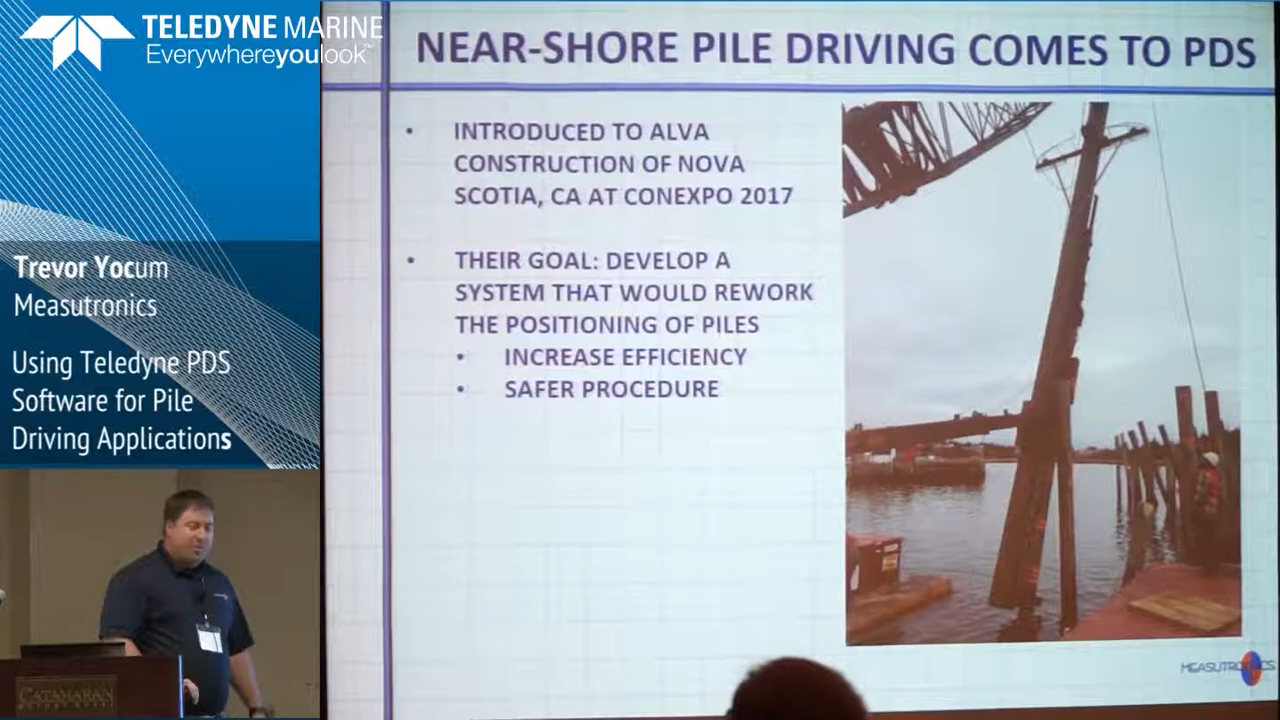 TELEDYNE MARINE
Everywhereyoulook™
Trevor Yocum
Measutronics
Using Teledyne PDS
Software for Pile
Driving Applications
NEAR-SHORE PILE DRIVING COMES TO PDS
• INTRODUCED TO ALVA
CONSTRUCTION OF NOVA
SCOTIA, CA AT CONEXPO 2017
• THEIR GOAL: DEVELOP A
SYSTEM THAT WOULD REWORK
THE POSITIONING OF PILES
• INCREASE EFFICIENCY
• SAFER PROCEDURE
MEASUTRONICS
CATAMARAN